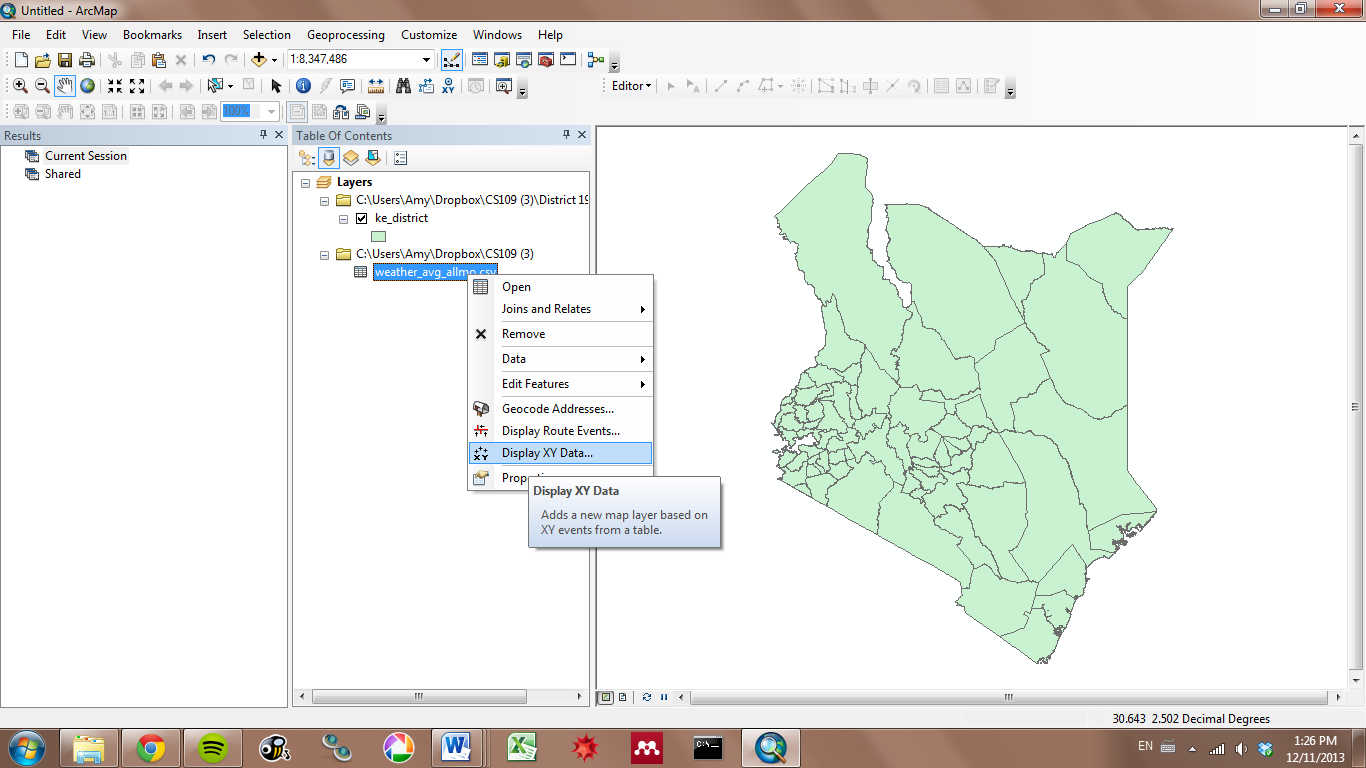 Untitled - ArcMap
File Edit View Bookmarks Insert Selection Geoprocessing Customize Windows Help
1:8,347,486
Editor
100%
Results
Current Session
Shared
Table Of Contents
Layers
C:\Users\Amy\Dropbox\CS109 (3)\District 19
ke_district
C:\Users\Amy\Dropbox\CS109 (3)
weather_avg_allmo.csv
Open
Joins and Relates
Remove
Data
Edit Features
Geocode Addresses...
Display Route Events...
Display XY Data...
Display XY Data
Adds a new map layer based on
XY events from a table.
30.643 2.502 Decimal Degrees
EN
1:26 PM
12/11/2013